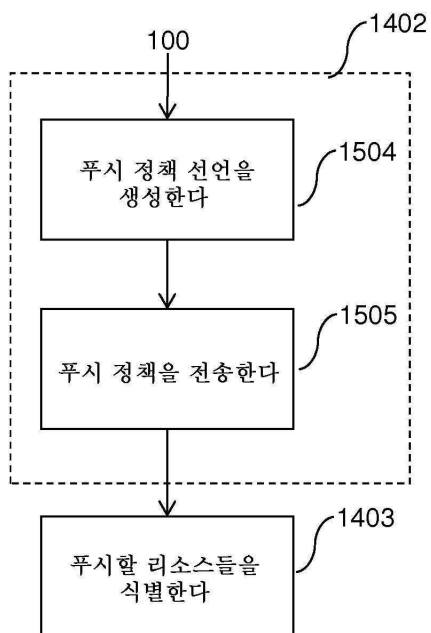 1402
100
푸시 정책 선언을
생성한다
1504
1505
푸시 정책을 전송한다
1403
푸시할 리소스들을
식별한다